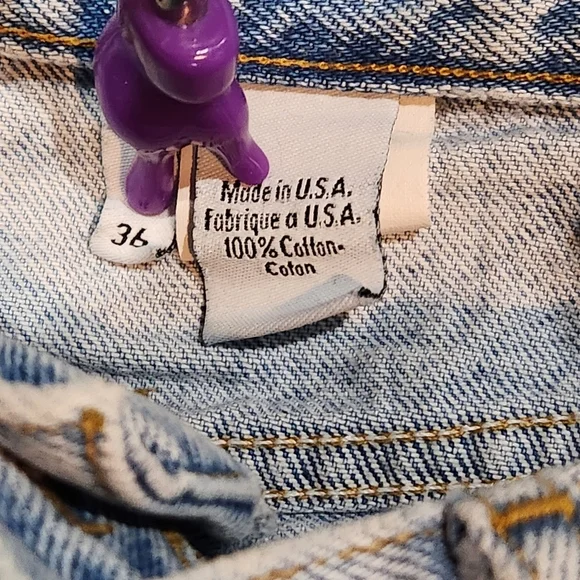 36
Made in U.S.A.
Fabrique a U.S.A.
100% Cotton-
Coton